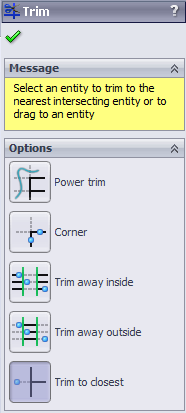 Trim ?
Message
Select an entity to trim to the
nearest intersecting entity or to
drag to an entity
Options
Power trim
Corner
Trim away inside
Trim away outside
Trim to closest